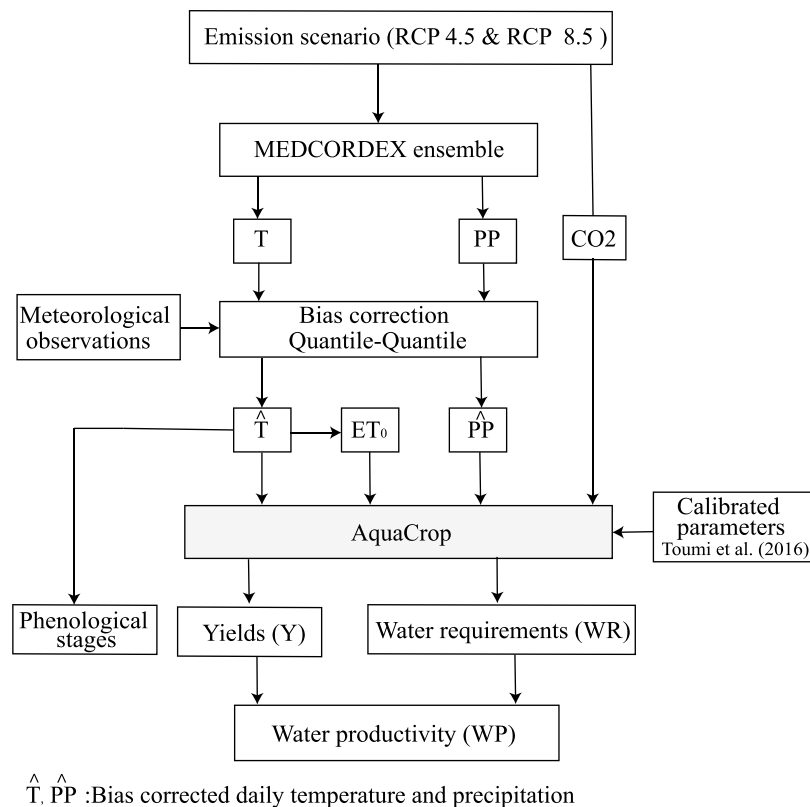 Emission scenario (RCP 4.5 & RCP 8.5 )
MEDCORDEX ensemble
T
PP
CO2
Meteorological
observations
Bias correction
Quantile-Quantile
T̂
ET₀
P̂P
AquaCrop
Calibrated
parameters
Toumi et al. (2016)
Phenological
stages
Yields (Y)
Water requirements (WR)
Water productivity (WP)
T̂, P̂P :Bias corrected daily temperature and precipitation